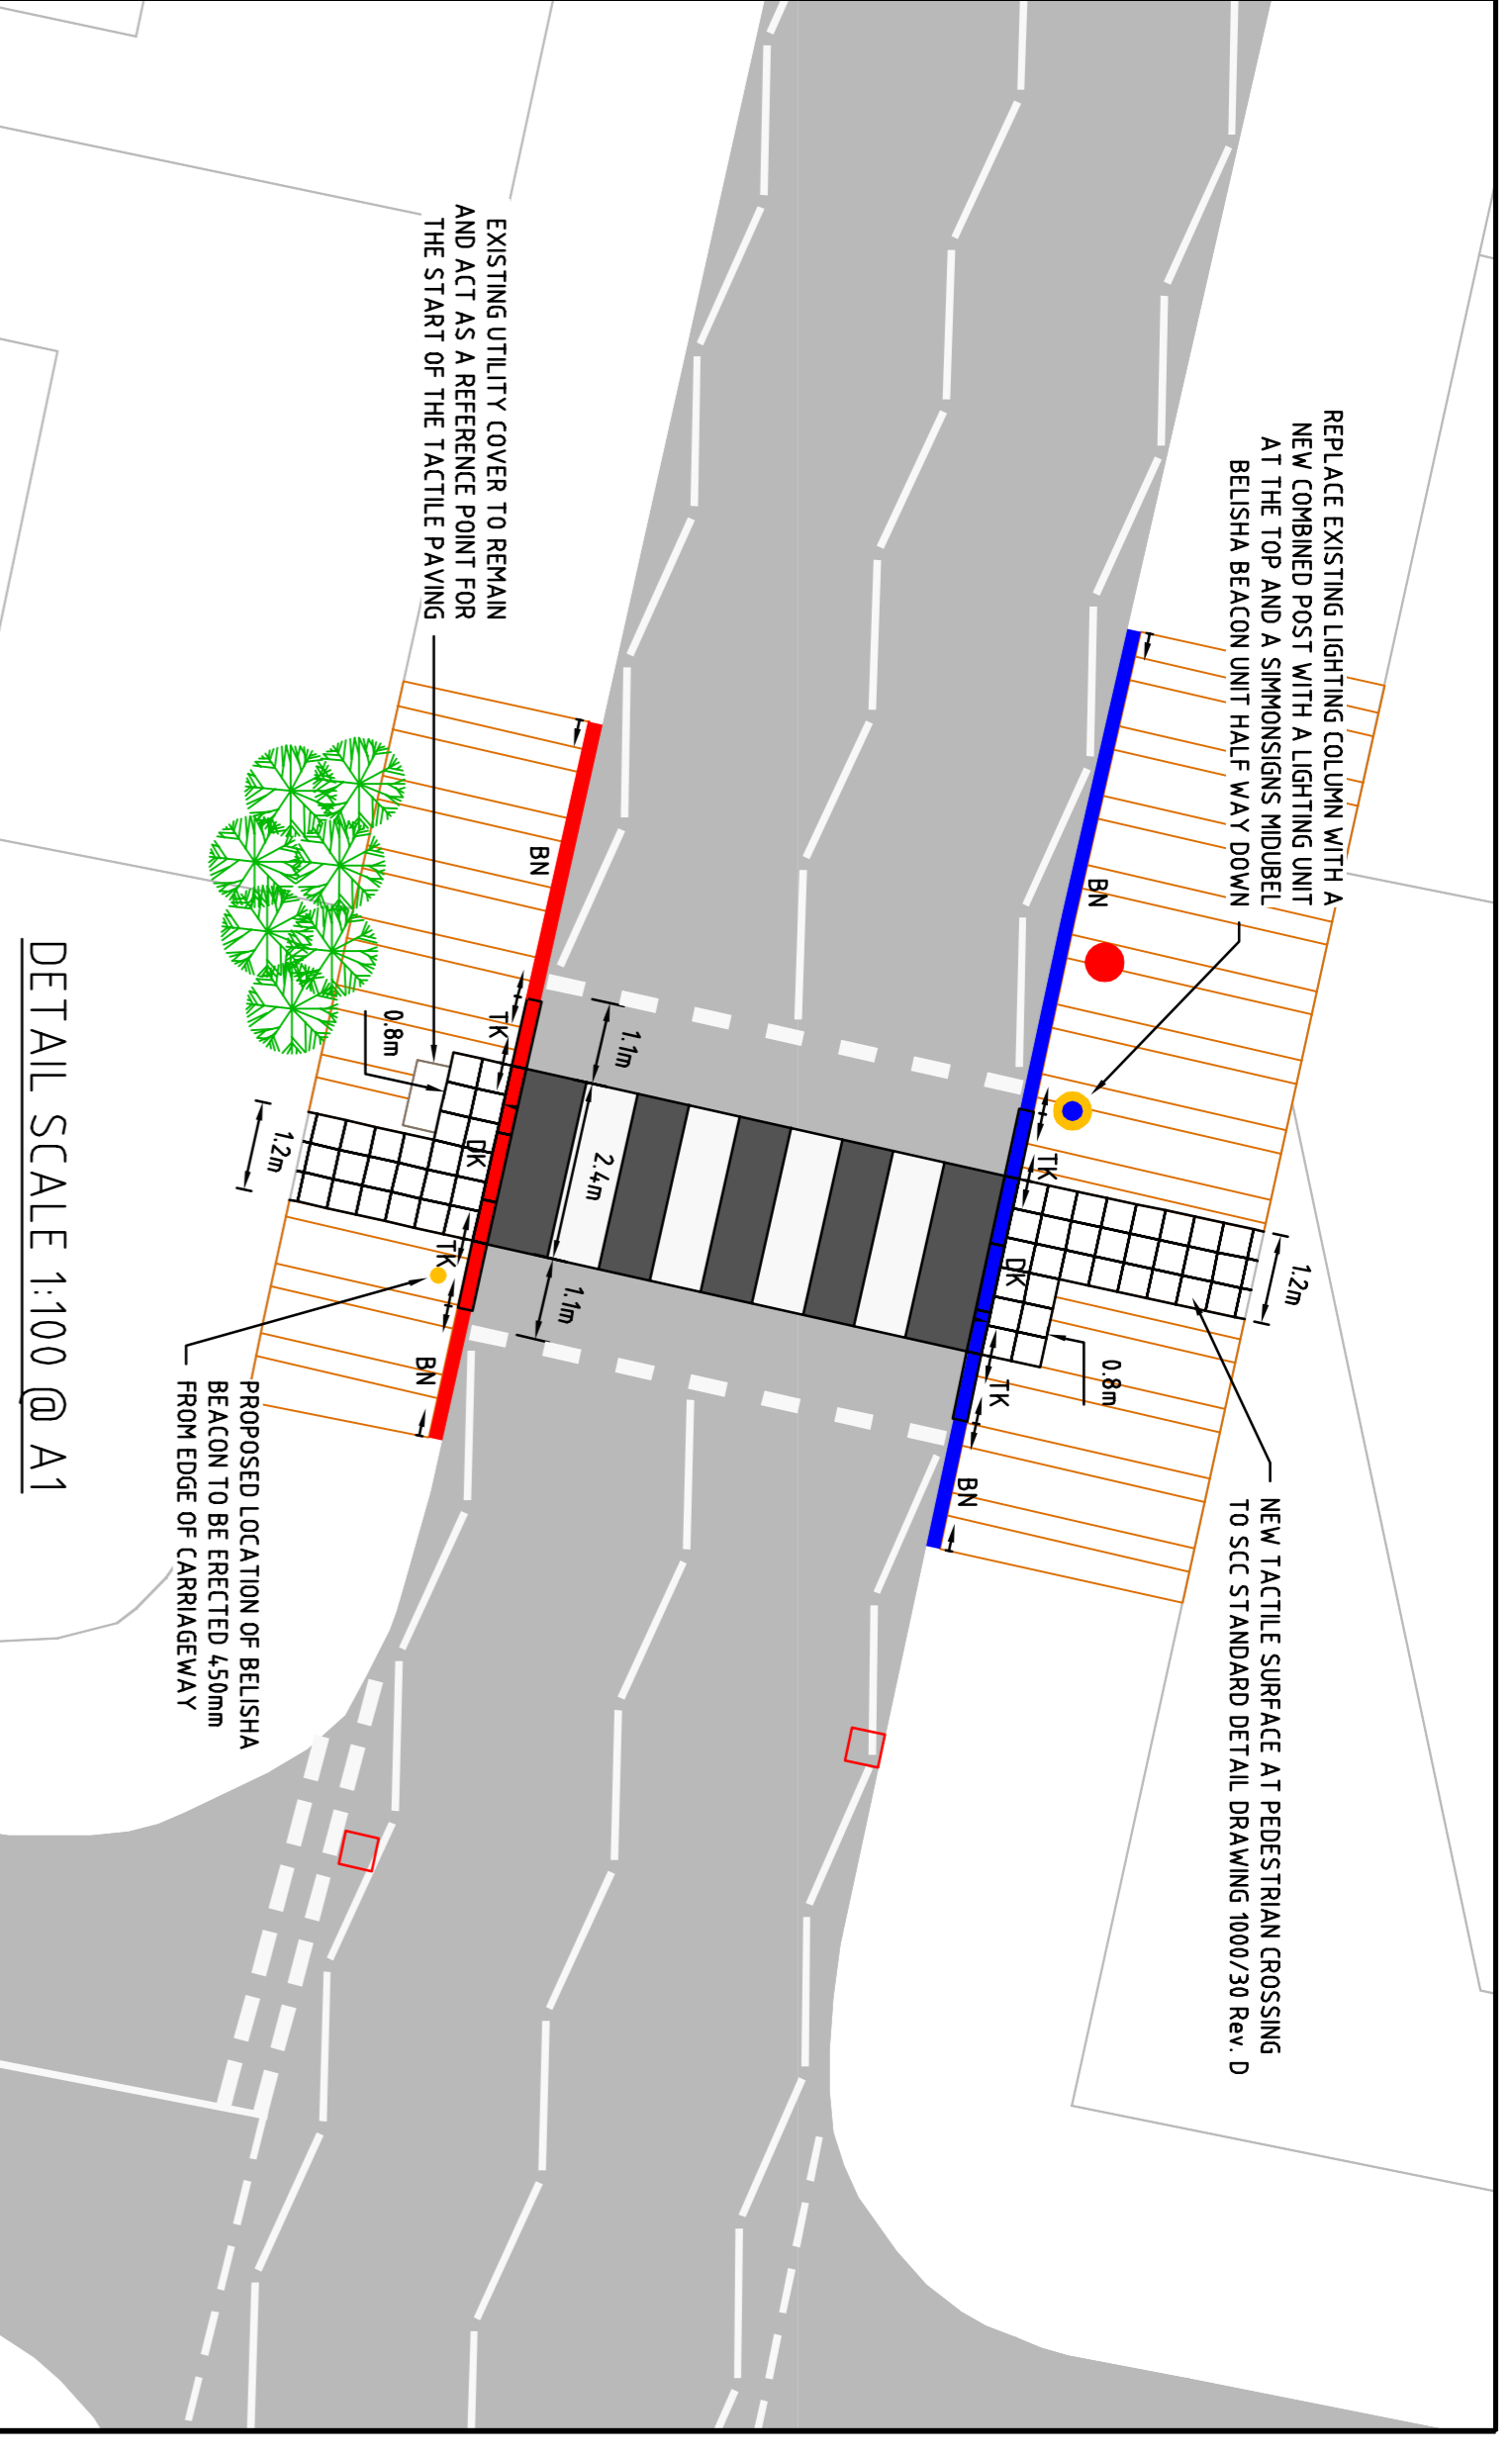 REPLACE EXISTING LIGHTING COLUMN WITH A
NEW COMBINED POST WITH A LIGHTING UNIT
AT THE TOP AND A SIMMONSIGNS MIDUBEL
BELISHA BEACON UNIT HALF WAY DOWN
NEW TACTILE SURFACE AT PEDESTRIAN CROSSING
TO SCC STANDARD DETAIL DRAWING 1000/30 Rev. D
1.2m
BN
TK
DK
0.8m
TK
BN
1.1m
2.4m
1.1m
EXISTING UTILITY COVER TO REMAIN
AND ACT AS A REFERENCE POINT FOR
THE START OF THE TACTILE PAVING
BN
TK
0.8m
DK
TK
BN
1.2m
PROPOSED LOCATION OF BELISHA
BEACON TO BE ERECTED 450mm
FROM EDGE OF CARRIAGEWAY
DETAIL SCALE 1:100 @ A1